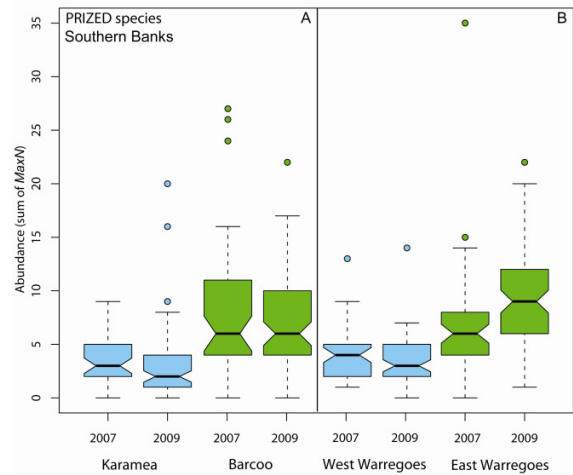 PRIZED species A B
Southern Banks
Abundance (sum of MaxN)
35
30
25
20
15
10
5
0
2007 2009 2007 2009 2007 2009 2007 2009
Karamea Barcoo West Warregoes East Warregoes